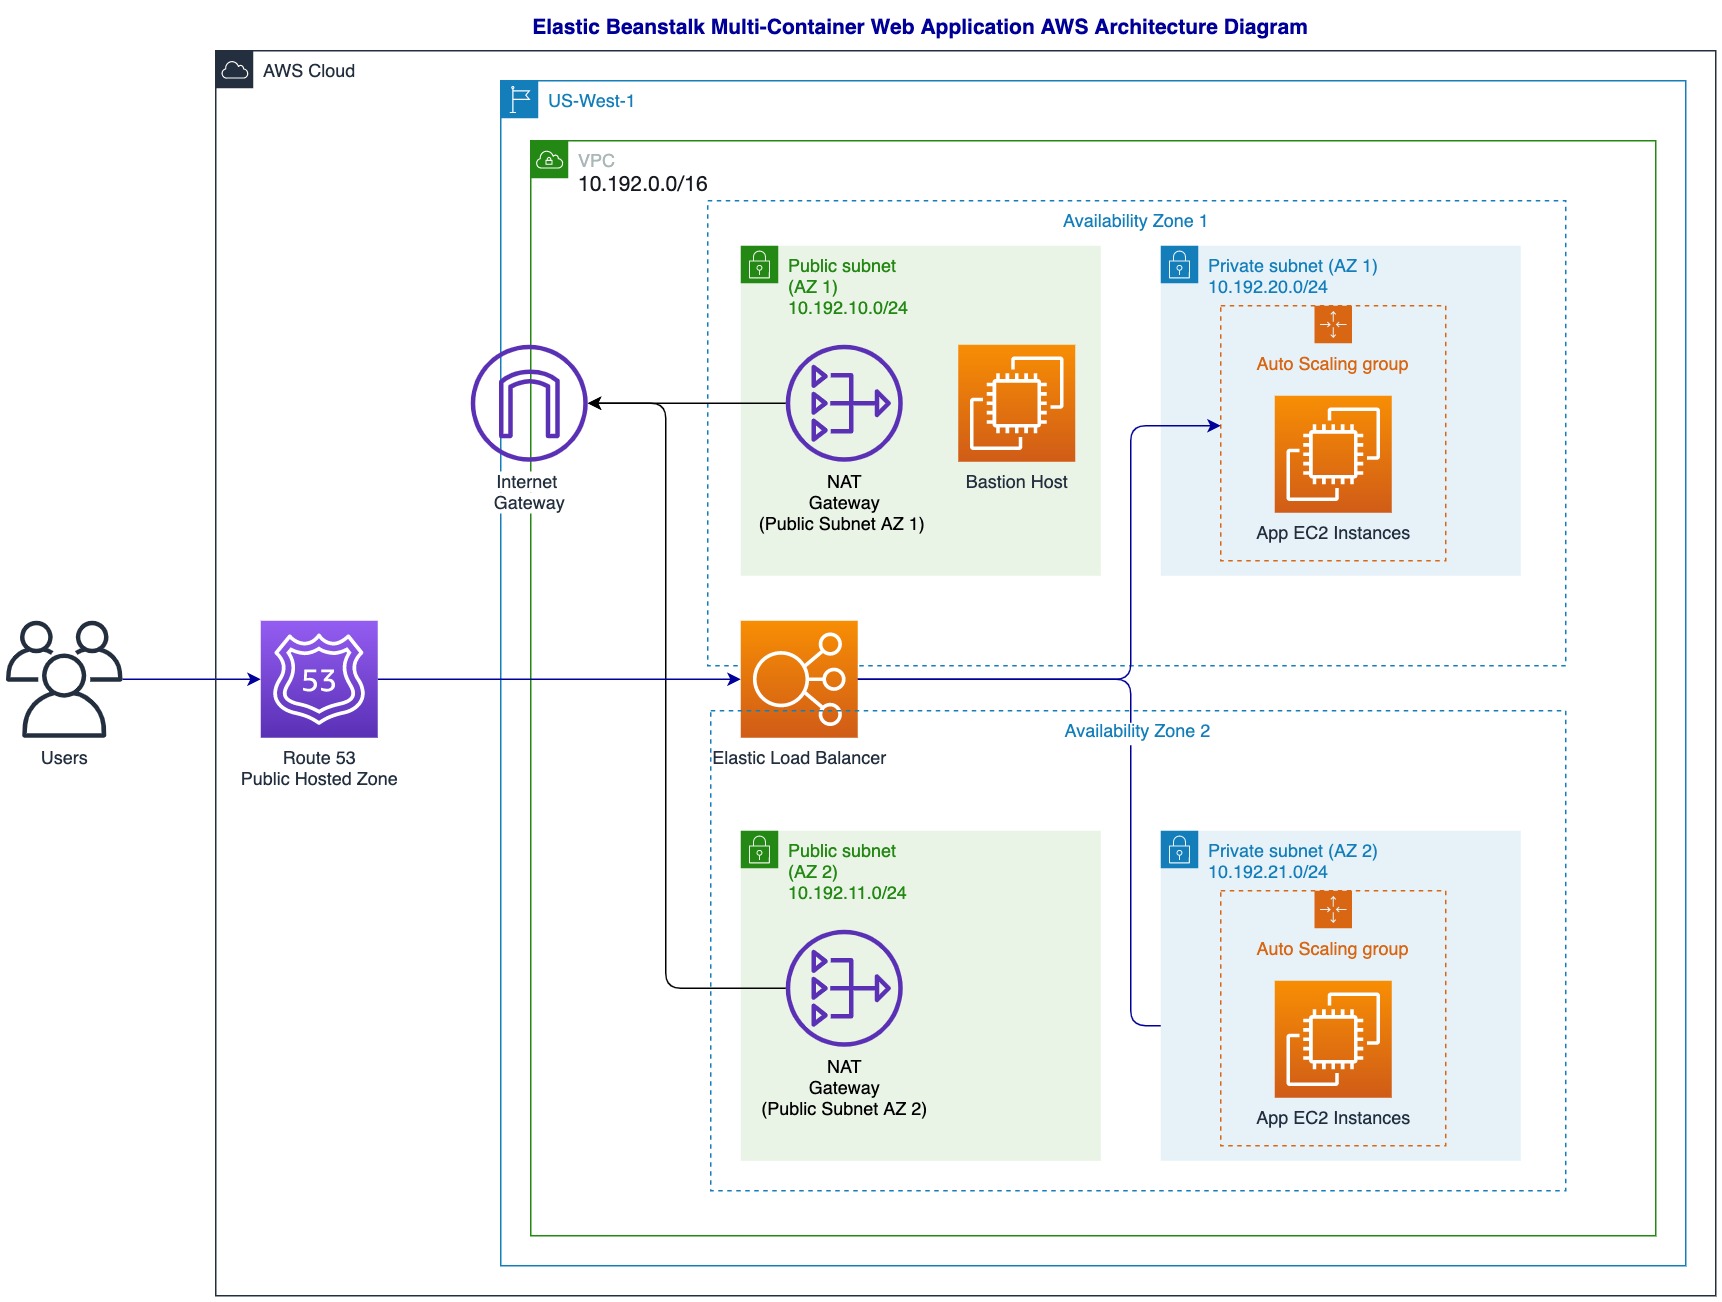 Elastic Beanstalk Multi-Container Web Application AWS Architecture Diagram
AWS Cloud
US-West-1
VPC
10.192.0.0/16
Availability Zone 1
Public subnet
(AZ 1)
10.192.10.0/24
Private subnet (AZ 1)
10.192.20.0/24
Auto Scaling group
Internet
Gateway
NAT
Gateway
(Public Subnet AZ 1)
Bastion Host
App EC2 Instances
53
Users
Route 53
Public Hosted Zone
Elastic Load Balancer
Availability Zone 2
Public subnet
(AZ 2)
10.192.11.0/24
Private subnet (AZ 2)
10.192.21.0/24
Auto Scaling group
NAT
Gateway
(Public Subnet AZ 2)
App EC2 Instances